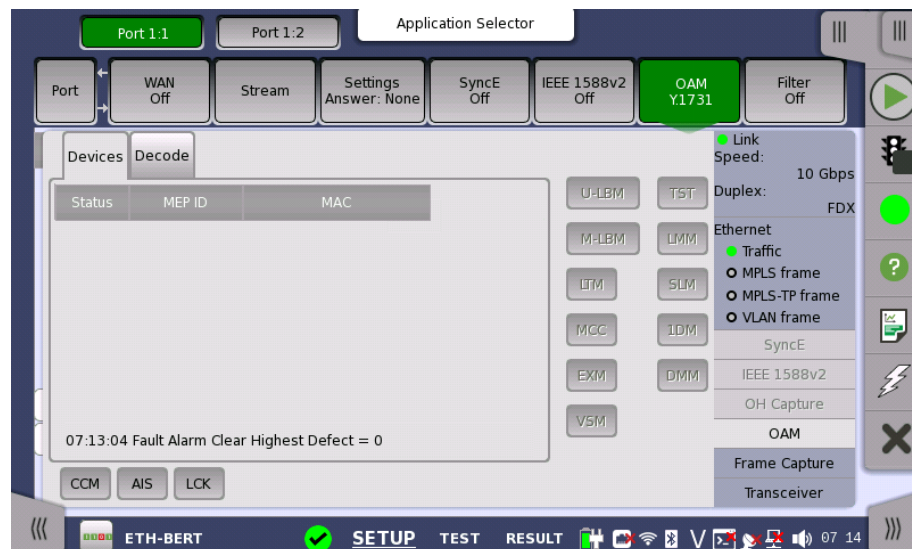 Application Selector
Port 1:1
Port 1:2
Port
WAN
Off
Stream
Settings
Answer: None
SyncE
Off
IEEE 1588v2
Off
OAM
Y.1731
Filter
Off
Devices
Decode
Status MEP ID MAC
U-LBM
TST
M-LBM
LMM
LTM
SLM
MCC
1DM
EXM
DMM
VSM
07:13:04 Fault Alarm Clear Highest Defect = 0
CCM
AIS
LCK
Link
Speed:
10 Gbps
Duplex:
FDX
Ethernet
Traffic
MPLS frame
MPLS-TP frame
VLAN frame
SyncE
IEEE 1588v2
OH Capture
OAM
Frame Capture
Transceiver
ETH-BERT
SETUP
TEST
RESULT
V
07 14